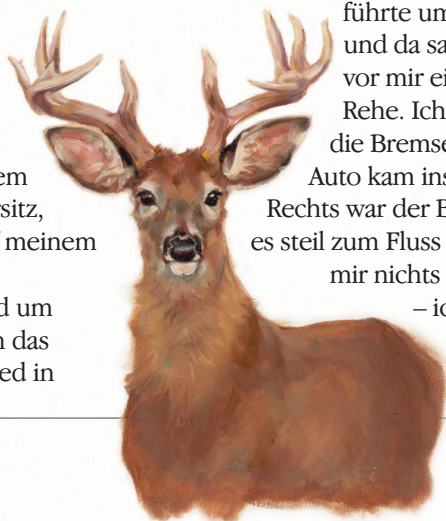 em
sitz,
meinem
d um
n das
ed in
führte um
und da sa
vor mir ei
Rehe. Ich
die Bremse
Auto kam ins
Rechts war der B
es steil zum Fluss
mir nichts
– ic